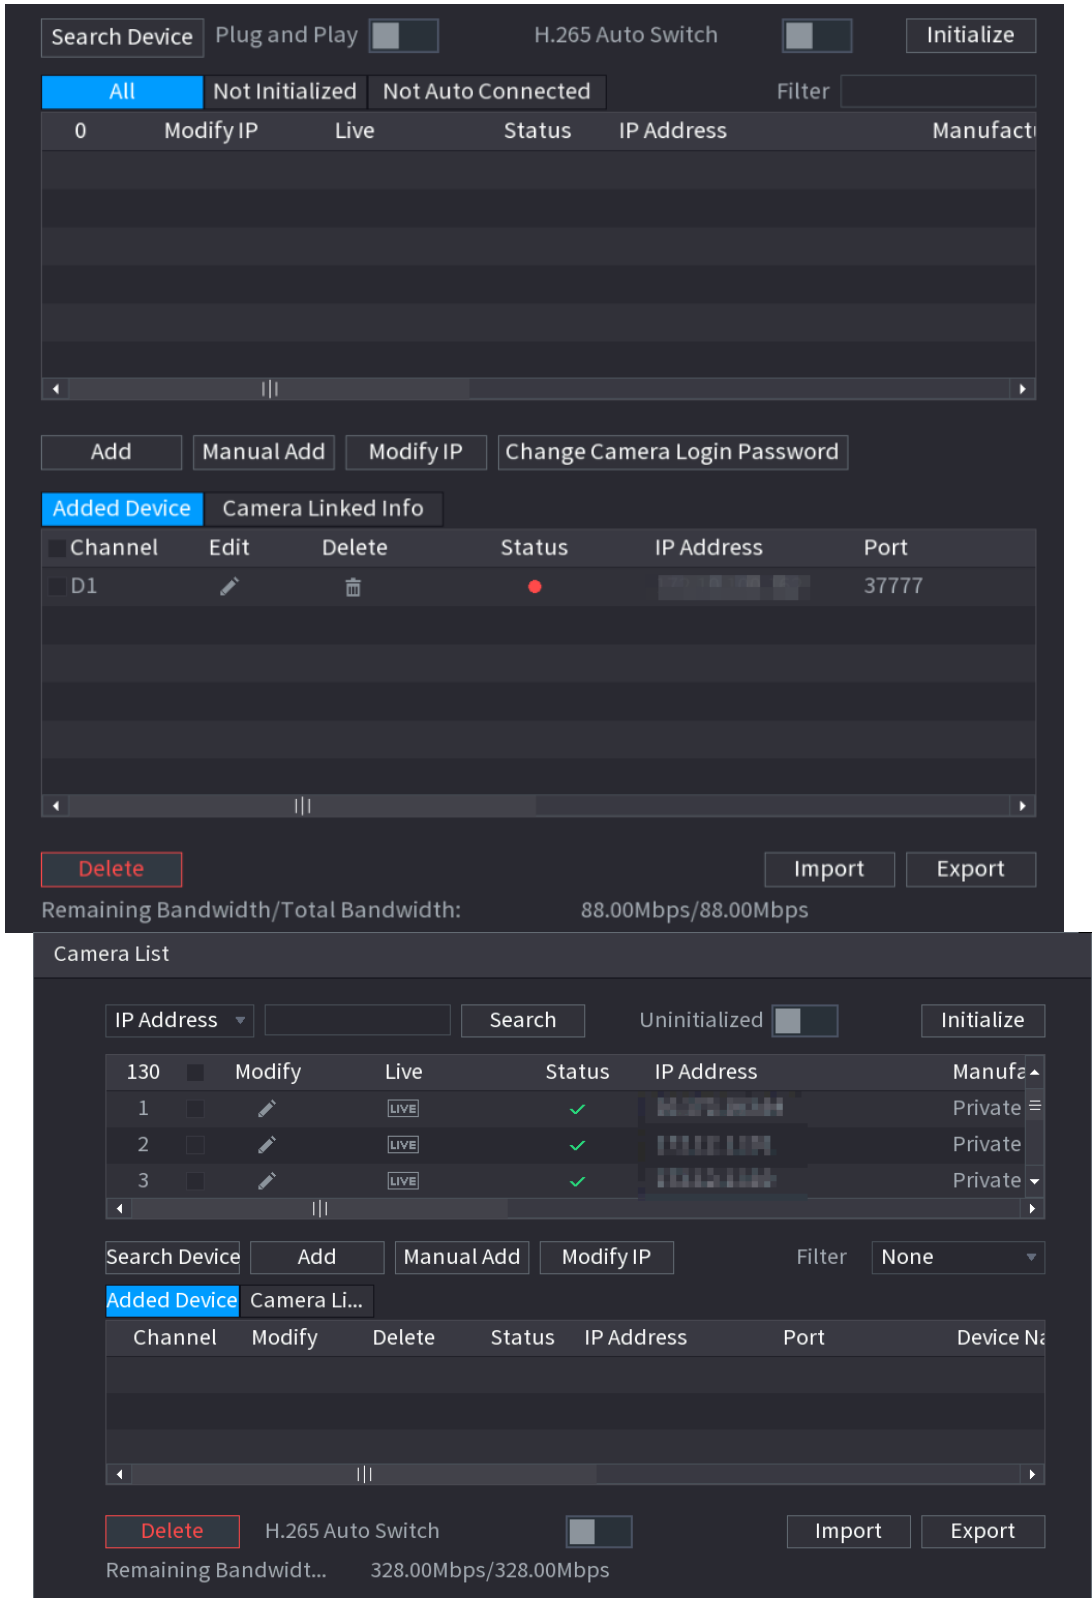 Search Device Plug and Play H.265 Auto Switch Initialize
All Not Initialized Not Auto Connected Filter
0 Modify IP Live Status IP Address Manufactu
Add Manual Add Modify IP Change Camera Login Password
Added Device Camera Linked Info
Channel Edit Delete Status IP Address Port
D1 37777
Delete Import Export
Remaining Bandwidth/Total Bandwidth: 88.00Mbps/88.00Mbps
Camera List
IP Address Search Uninitialized Initialize
130 Modify Live Status IP Address Manufa
1 LIVE Private
2 LIVE Private
3 LIVE Private
Search Device Add Manual Add Modify IP Filter None
Added Device Camera Li...
Channel Modify Delete Status IP Address Port Device Na
Delete H.265 Auto Switch Import Export
Remaining Bandwidt... 328.00Mbps/328.00Mbps